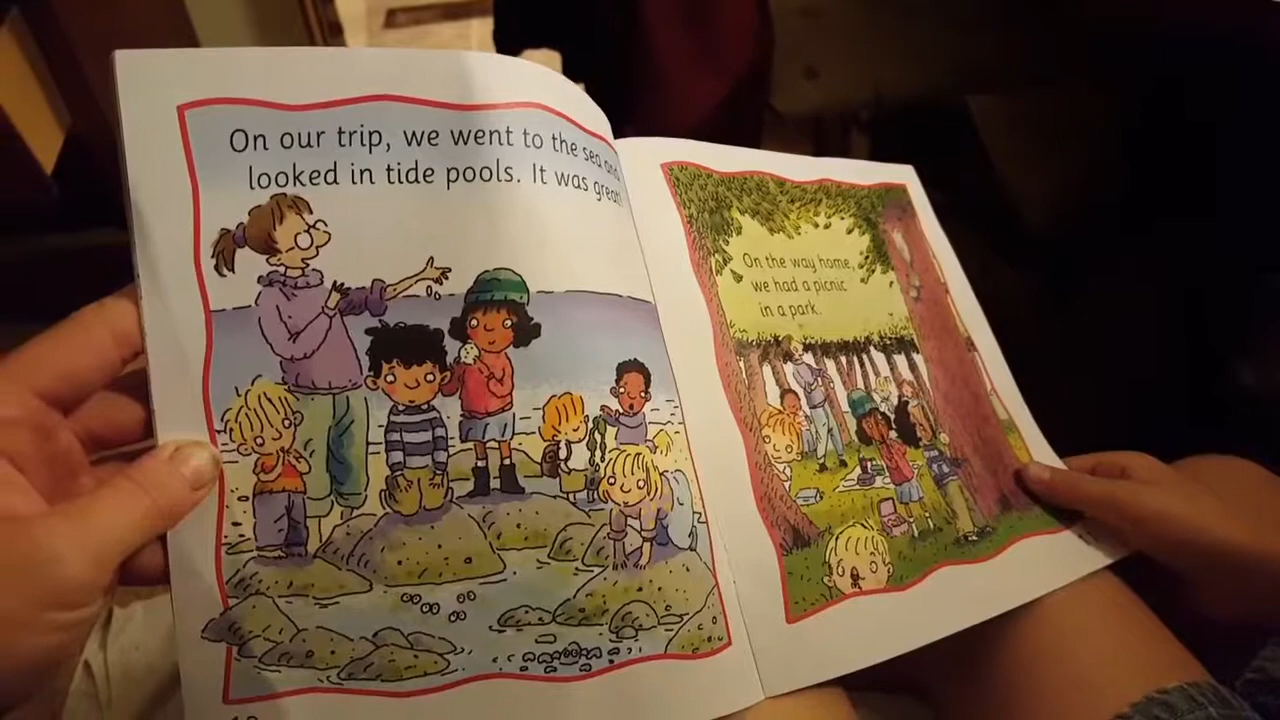 On our trip, we went to the sea and
looked in tide pools. It was great!
On the way home,
we had a picnic
in a park.